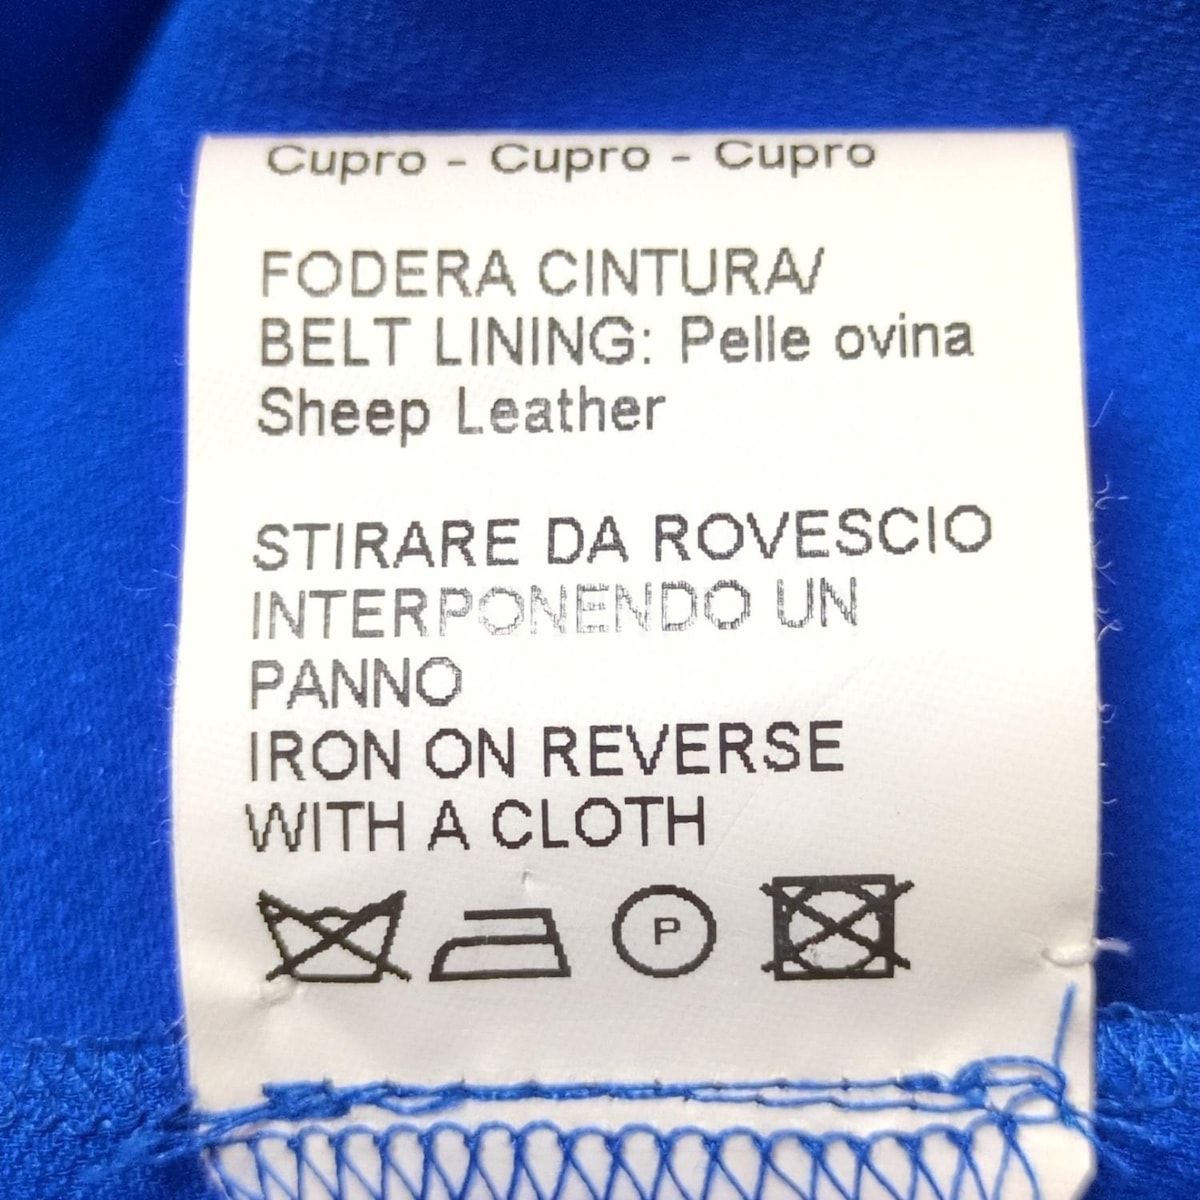 Cupro - Cupro - Cupro
FODERA CINTURA/
BELT LINING: Pelle ovina
Sheep Leather
STIRARE DA ROVESCIO
INTERPONENDO UN
PANNO
IRON ON REVERSE
WITH A CLOTH
P